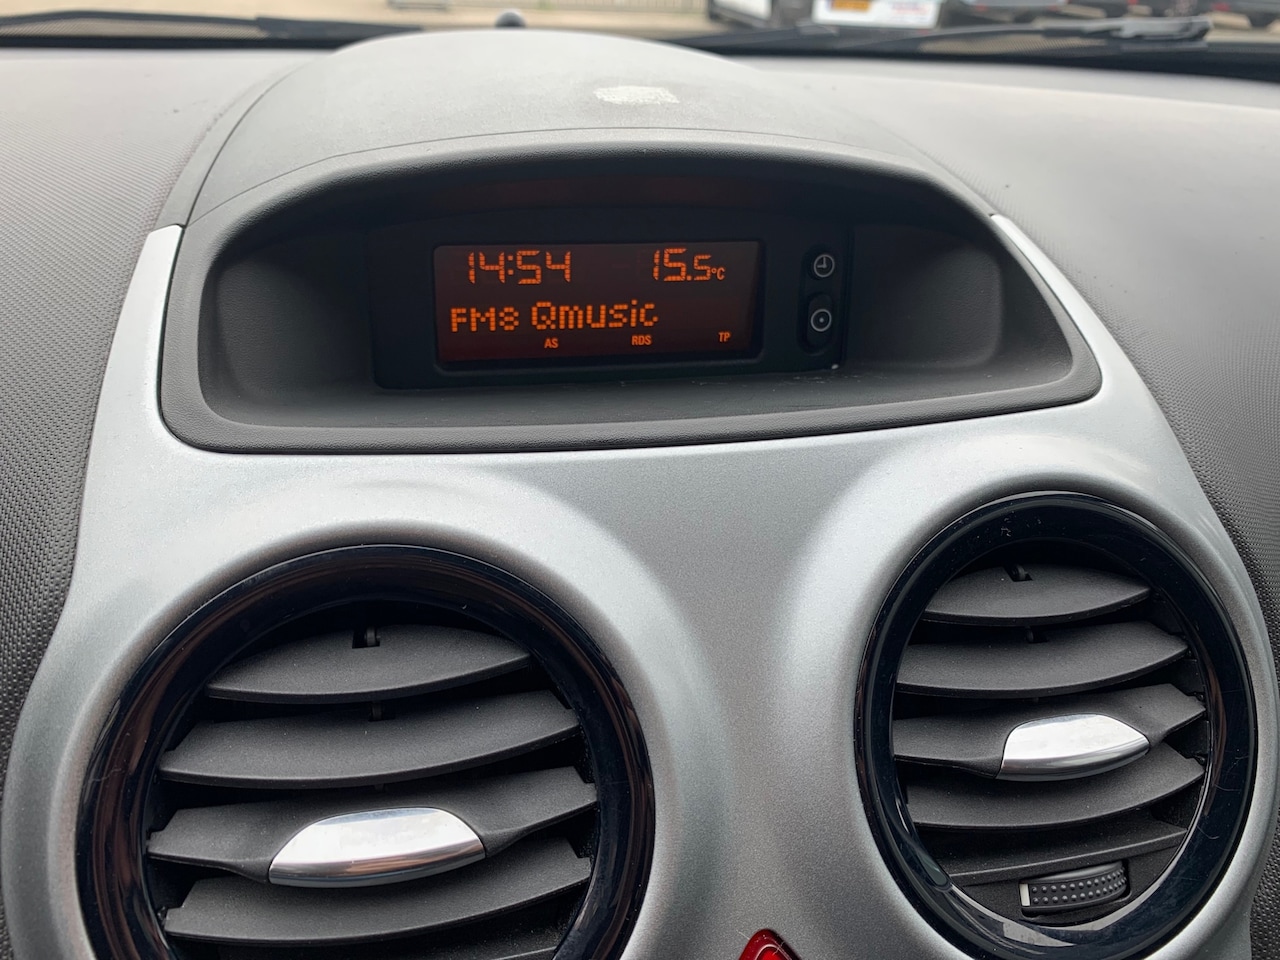 14:54 15.5°C
FM8 Qmusic
AS RDS TP